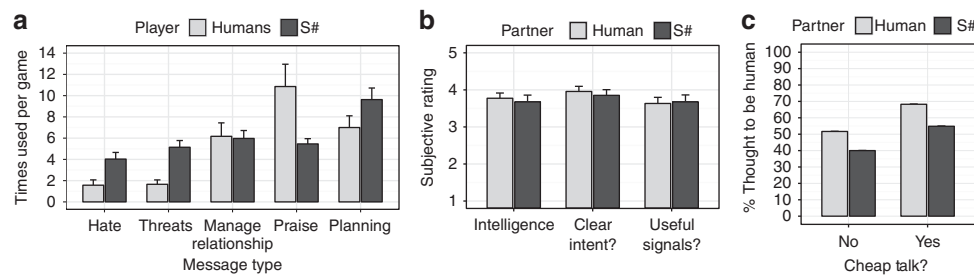 a
Player Humans S#
Times used per game
14
12
10
8
6
4
2
0
Hate Threats Manage Praise Planning
relationship
Message type
b
Partner Human S#
Subjective rating
5
4
3
2
1
Intelligence Clear Useful
intent? signals?
c
Partner
Human S#
% Thought to be human
100
90
80
70
60
50
40
30
20
10
0
No Yes
Cheap talk?